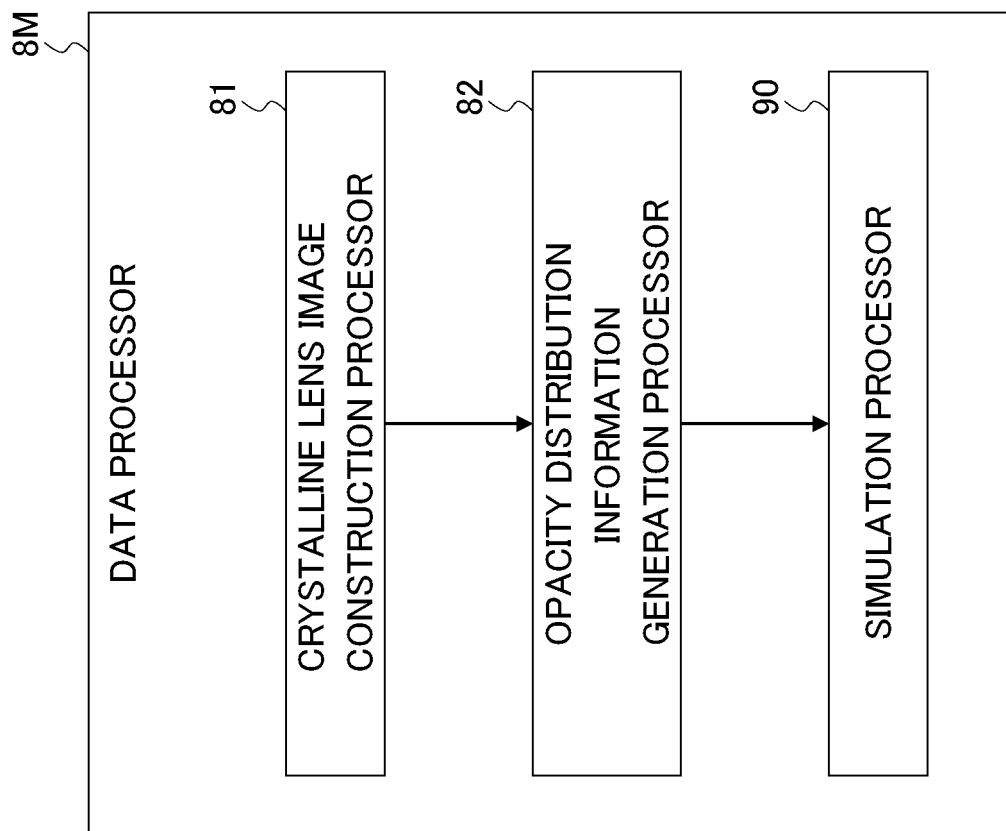 8M
DATA PROCESSOR
81
CRYSTALLINE LENS IMAGE
CONSTRUCTION PROCESSOR
82
OPACITY DISTRIBUTION
INFORMATION
GENERATION PROCESSOR
90
SIMULATION PROCESSOR